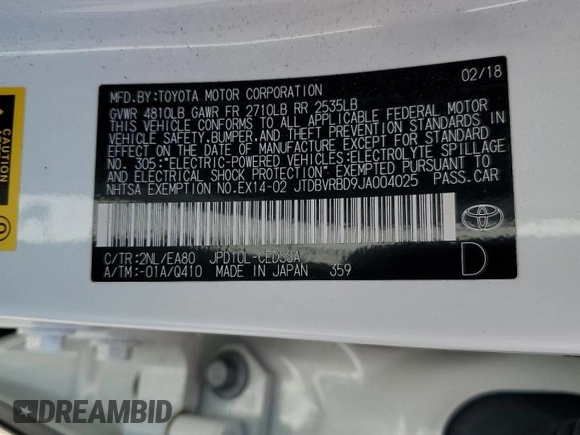 02/18
MFD.BY:TOYOTA MOTOR CORPORATION
GVWR 4810LB GAWR FR 2710LB RR 2535LB
THIS VEHICLE CONFORMS TO ALL APPLICABLE FEDERAL MOTOR
VEHICLE SAFETY,BUMPER,AND THEFT PREVENTION STANDARDS IN
EFFECT ON THE DATE OF MANUFACTURE EXCEPT FOR STANDARD
NO. 305:"ELECTRIC-POWERED VEHICLES:ELECTROLYTE SPILLAGE
AND ELECTRICAL SHOCK PROTECTION" EXEMPTED PURSUANT TO
NHTSA EXEMPTION NO.EX14-02 JTDBVRBD9JA004025 PASS.CAR
C/TR:2NL/EA80 JPD10L-CEDSSA
A/TM:-01A/Q410 MADE IN JAPAN 359
TOYOTA
D
DREAMBID